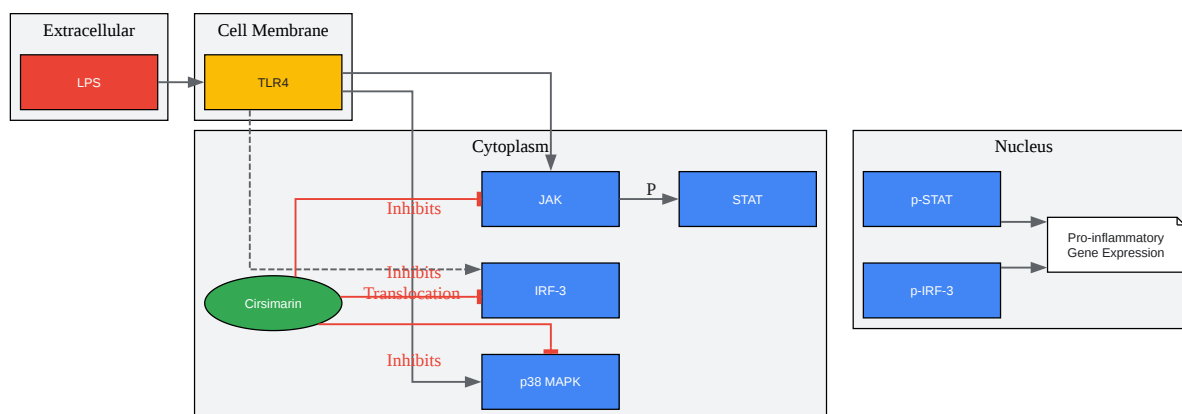 Extracellular
LPS
Cell Membrane
TLR4
Cytoplasm
JAK
P
STAT
Inhibits
Inhibits
Translocation
IRF-3
Cirsimarin
Inhibits
p38 MAPK
Nucleus
p-STAT
p-IRF-3
Pro-inflammatory
Gene Expression